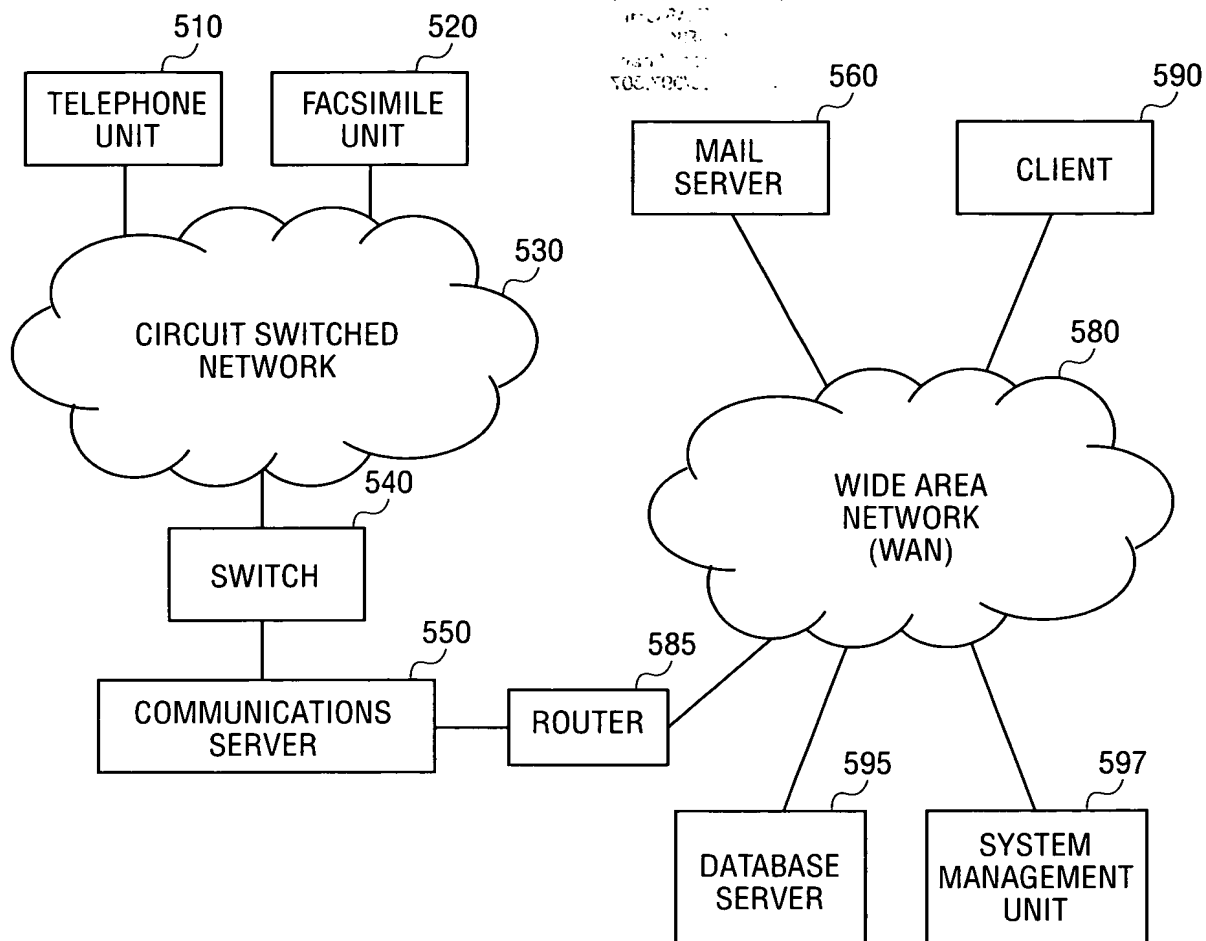 510
520
TELEPHONE
UNIT
FACSIMILE
UNIT
560
590
MAIL
SERVER
CLIENT
530
CIRCUIT SWITCHED
NETWORK
580
WIDE AREA
NETWORK
(WAN)
540
SWITCH
550
COMMUNICATIONS
SERVER
585
ROUTER
595
DATABASE
SERVER
597
SYSTEM
MANAGEMENT
UNIT